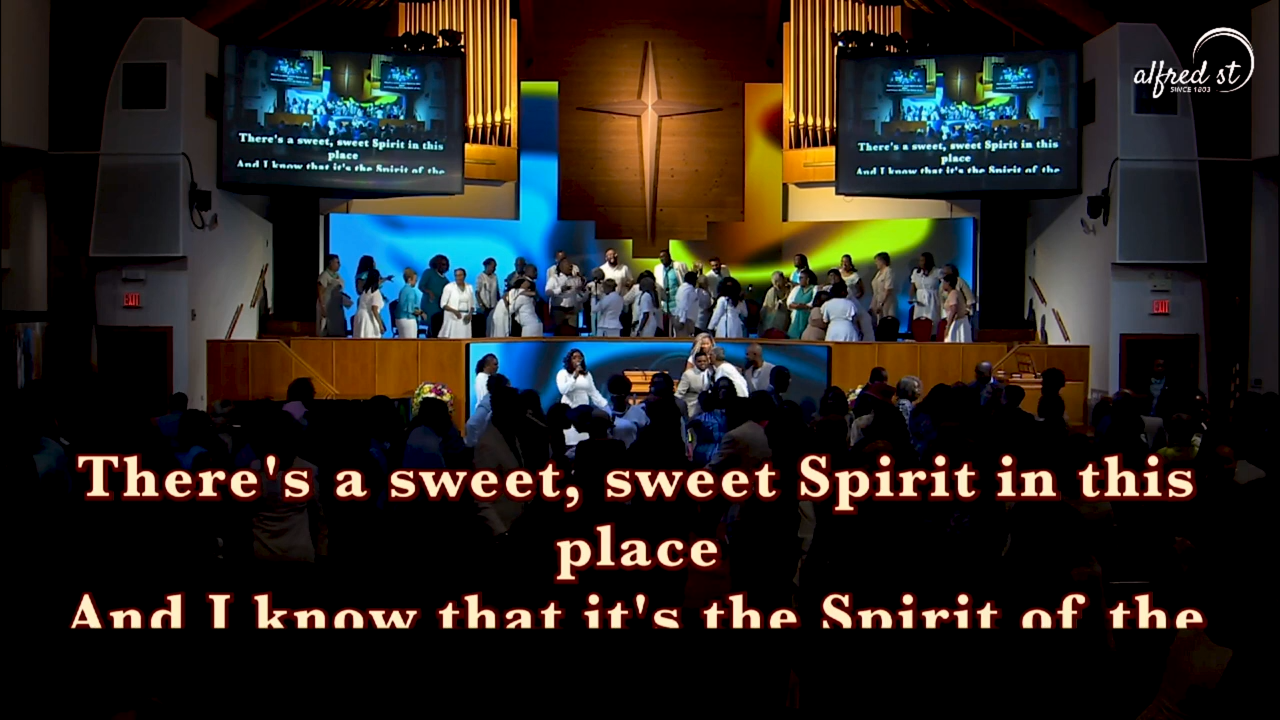 alfred st
SINCE 1803
There's a sweet, sweet Spirit in this
place
And I know that it's the Spirit of the
There's a sweet, sweet Spirit in this
place
And I know that it's the Spirit of the
EXIT
EXIT
There's a sweet, sweet Spirit in this
place
And I know that it's the Spirit of the